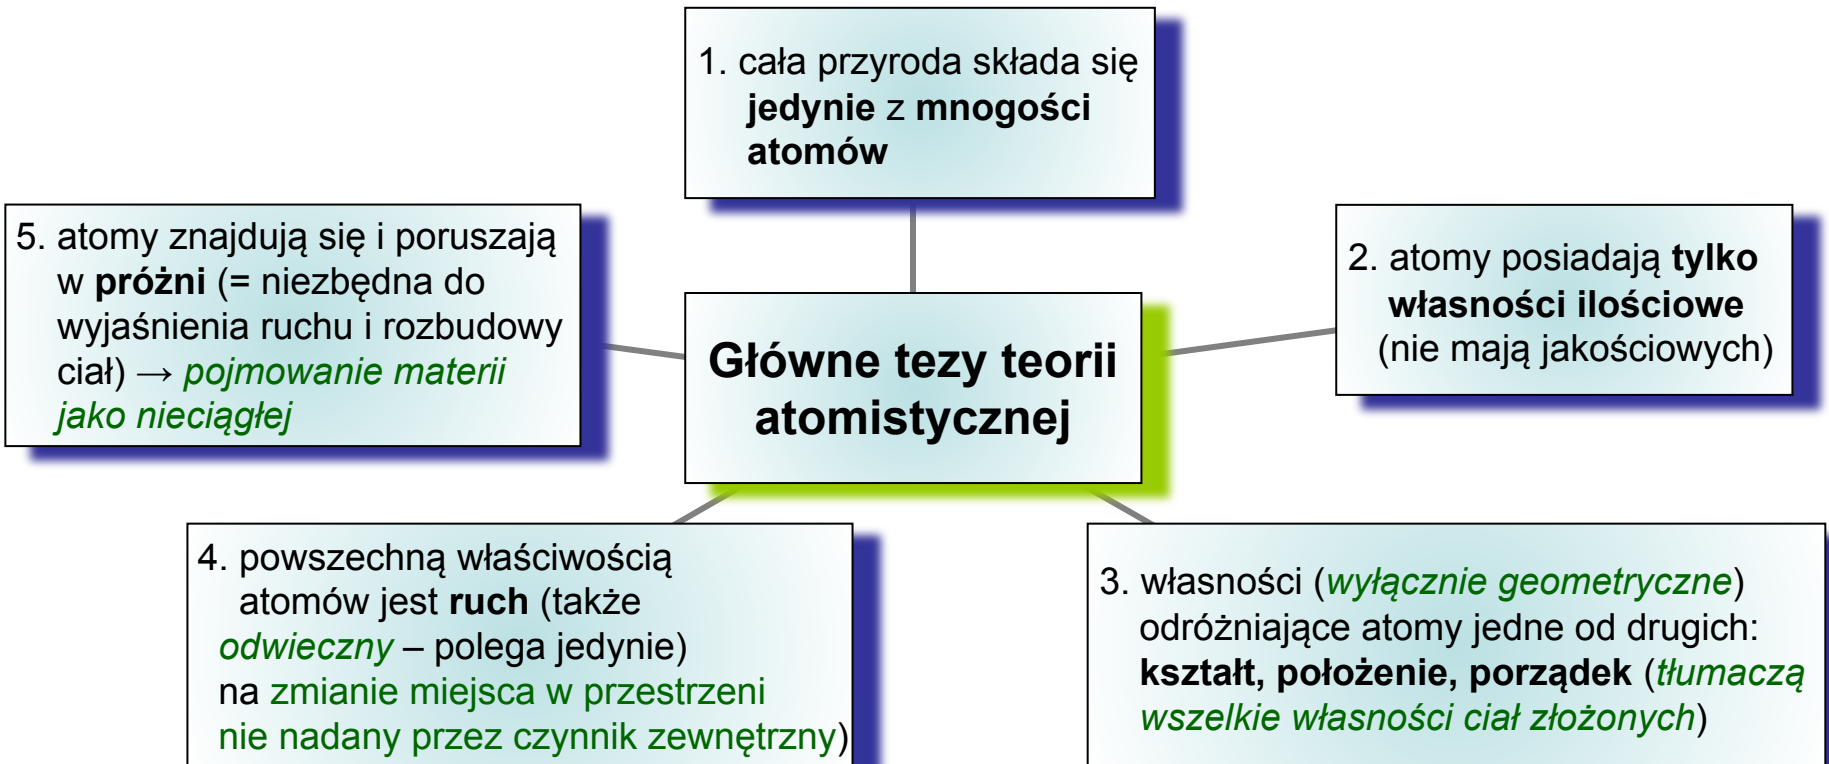 1. cała przyroda składa się
jedynie z mnogości
atomów
5. atomy znajdują się i poruszają
w próżni (= niezbędna do
wyjaśnienia ruchu i rozbudowy
ciał) → pojmowanie materii
jako nieciągłej
2. atomy posiadają tylko
własności ilościowe
(nie mają jakościowych)
Główne tezy teorii
atomistycznej
4. powszechną właściwością
atomów jest ruch (także
odwieczny – polega jedynie)
na zmianie miejsca w przestrzeni
nie nadany przez czynnik zewnętrzny)
3. własności (wyłącznie geometryczne)
odróżniające atomy jedne od drugich:
kształt, położenie, porządek (tłumaczą
wszelkie własności ciał złożonych)